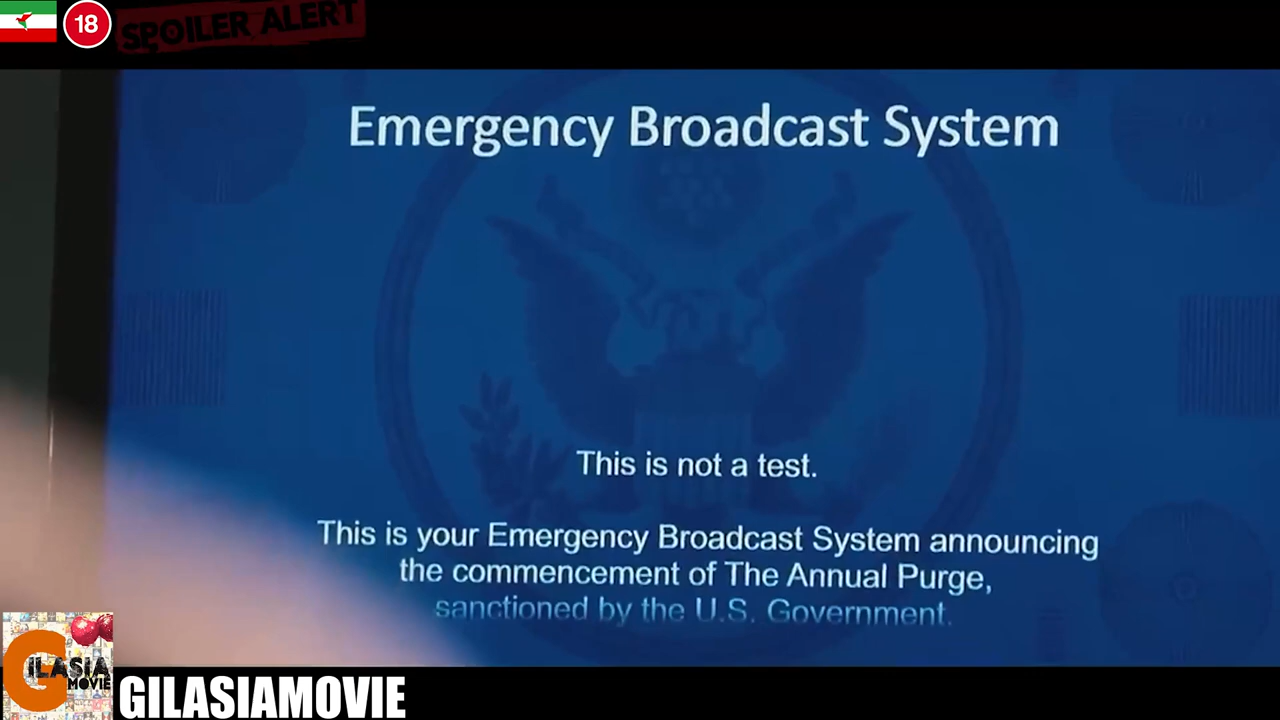 18
SPOILER ALERT
Emergency Broadcast System
This is not a test.
This is your Emergency Broadcast System announcing
the commencement of The Annual Purge,
sanctioned by the U.S. Government.
GILASIA
MOVIE
GILASIAMOVIE